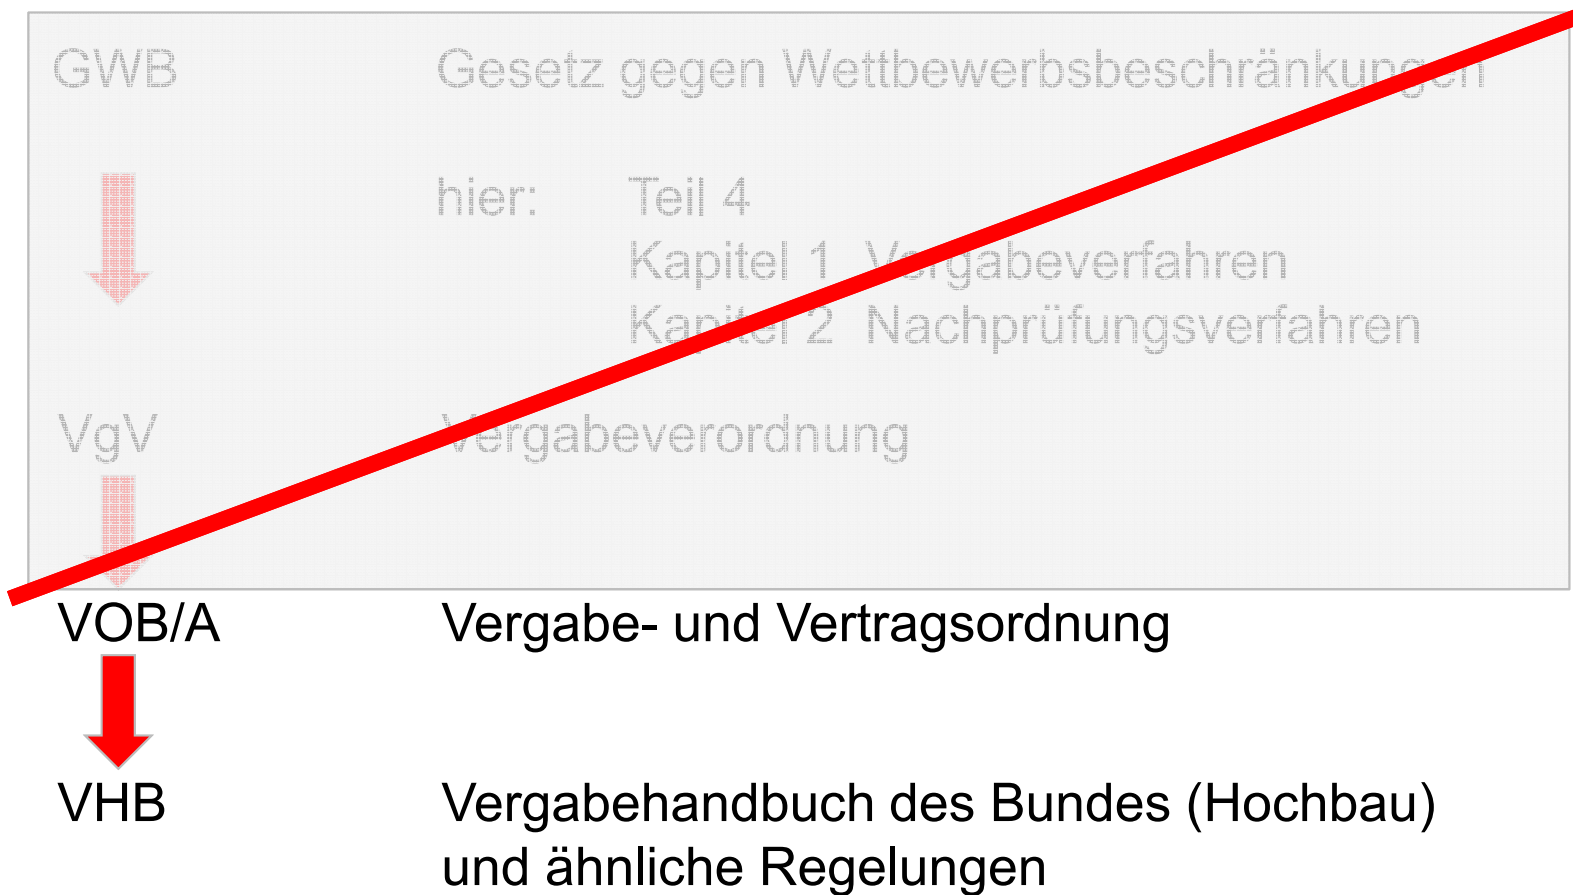 GWB Gesetz gegen Wettbewerbsbeschränkungen
hier: Teil 4
Kapitel 1 Vergabeverfahren
Kapitel 2 Nachprüfungsverfahren
VgV Vergabeverordnung
VOB/A Vergabe- und Vertragsordnung
VHB Vergabehandbuch des Bundes (Hochbau)
und ähnliche Regelungen